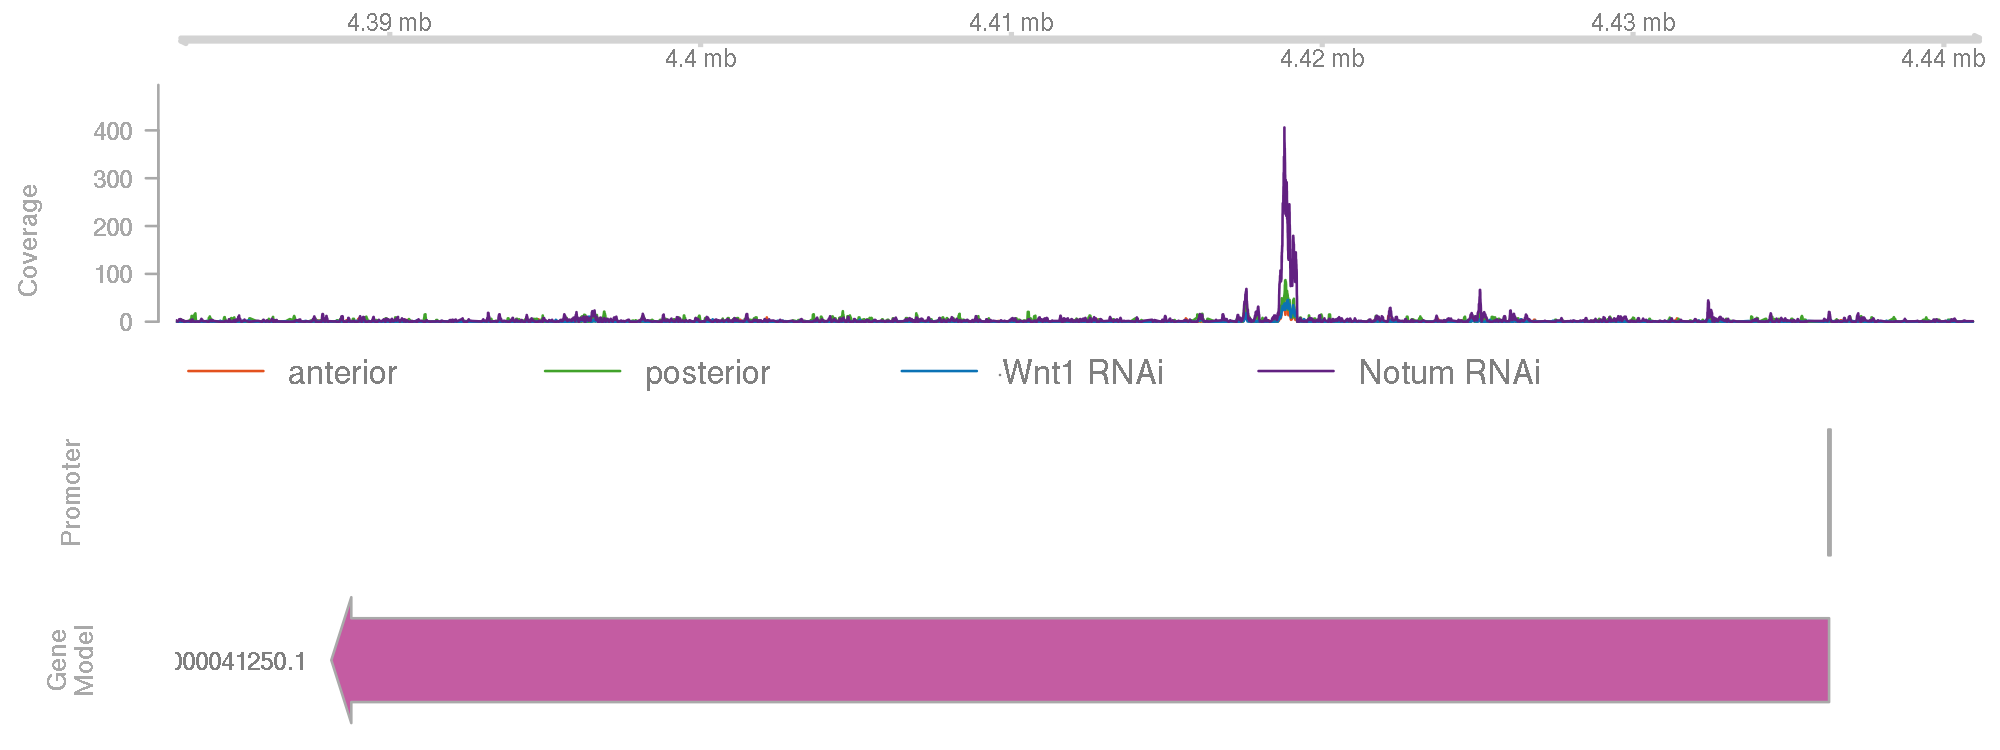 4.39 mb 4.41 mb 4.43 mb
4.4 mb 4.42 mb 4.44 mb
Coverage
400
300
200
100
0
anterior posterior Wnt1 RNAi Notum RNAi
Promoter
Gene
Model
000041250.1